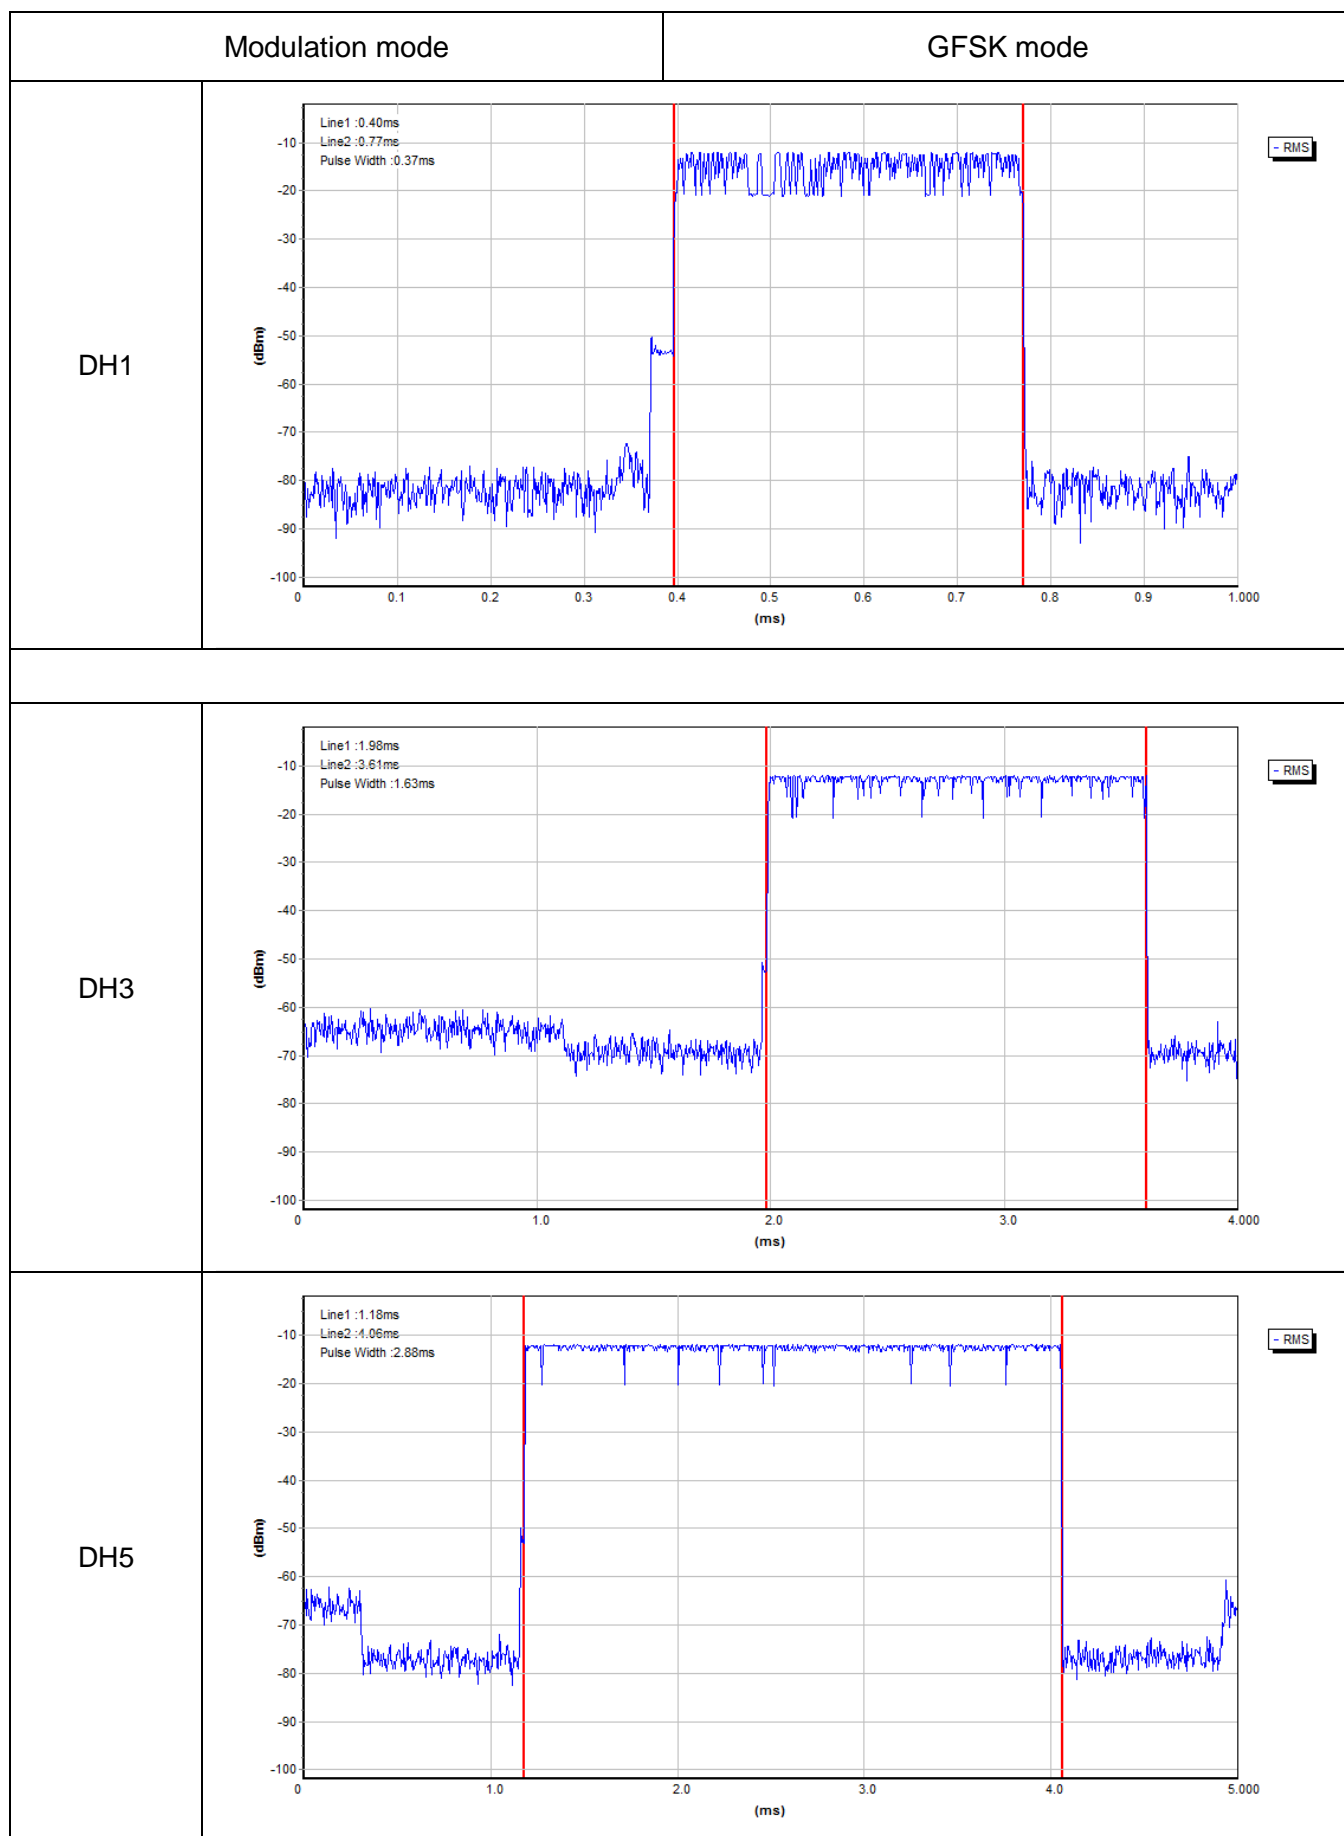 Modulation mode GFSK mode
DH1
Line1 :0.40ms
Line2 :0.77ms
Pulse Width :0.37ms
RMS
-10
-20
-30
-40
-50
-60
-70
-80
-90
-100
(dBm)
0 0.1 0.2 0.3 0.4 0.5 0.6 0.7 0.8 0.9 1.000
(ms)
DH3
Line1 :1.98ms
Line2 :3.61ms
Pulse Width :1.63ms
RMS
-10
-20
-30
-40
-50
-60
-70
-80
-90
-100
(dBm)
0 1.0 2.0 3.0 4.000
(ms)
DH5
Line1 :1.18ms
Line2 :4.06ms
Pulse Width :2.88ms
RMS
-10
-20
-30
-40
-50
-60
-70
-80
-90
-100
(dBm)
0 1.0 2.0 3.0 4.0 5.000
(ms)